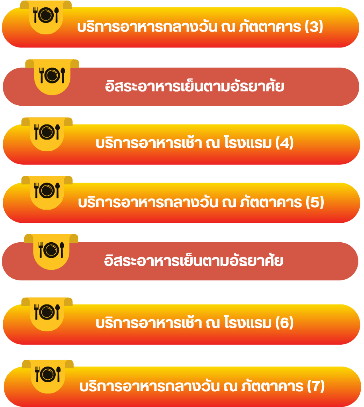 บริการอาหารกลางวัน ณ ภัตตาคาร (3)
อิสระอาหารเย็นตามอัธยาศัย
บริการอาหารเช้า ณ โรงแรม (4)
บริการอาหารกลางวัน ณ ภัตตาคาร (5)
อิสระอาหารเย็นตามอัธยาศัย
บริการอาหารเช้า ณ โรงแรม (6)
บริการอาหารกลางวัน ณ ภัตตาคาร (7)